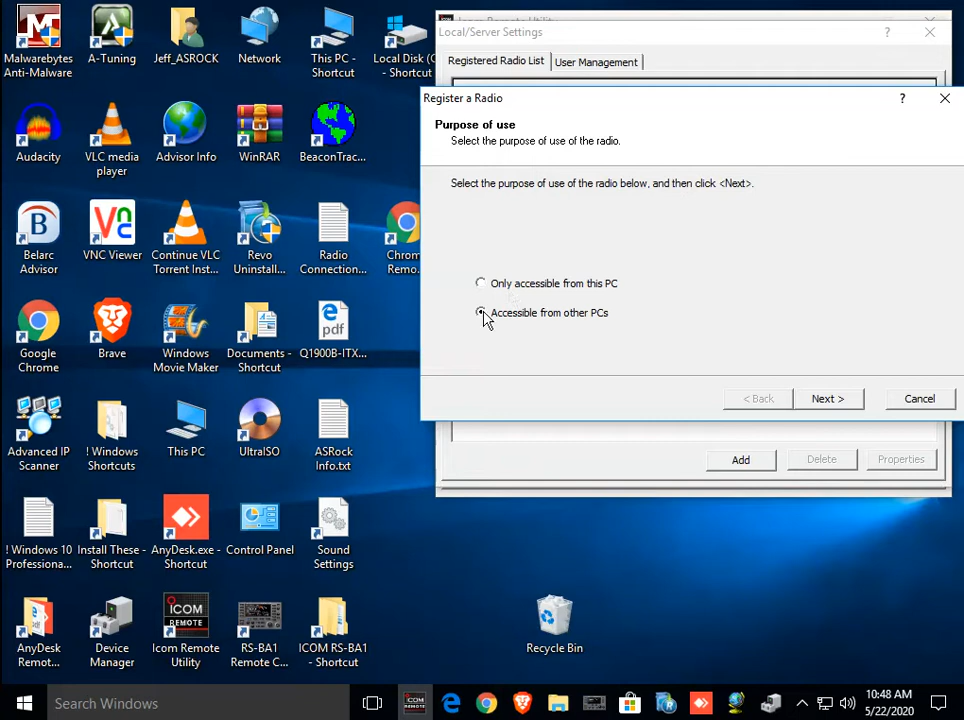 Malwarebytes
Anti-Malware
A-Tuning
Jeff_ASROCK
Network
This PC -
Shortcut
Local Disk (C
- Shortcut
Audacity
VLC media
player
Advisor Info
WinRAR
BeaconTrac...
Belarc
Advisor
VNC Viewer
Continue VLC
Torrent Inst...
Revo
Uninstall...
Radio
Connection...
Chrom
Remo.
Google
Chrome
Brave
Windows
Movie Maker
Documents -
Shortcut
Q1900B-ITX...
Advanced IP
Scanner
! Windows
Shortcuts
This PC
UltraISO
ASRock
Info.txt
! Windows 10
Professiona...
Install These -
Shortcut
AnyDesk.exe -
Shortcut
Control Panel
Sound
Settings
AnyDesk
Remot...
Device
Manager
ICOM
REMOTE
Icom Remote
Utility
RS-BA1
Remote C...
ICOM RS-BA1
- Shortcut
Recycle Bin
Local/Server Settings
?
Registered Radio List
User Management
Register a Radio
?
Purpose of use
Select the purpose of use of the radio.
Select the purpose of use of the radio below, and then click <Next>.
Only accessible from this PC
Accessible from other PCs
< Back
Next >
Cancel
Add
Delete
Properties
Search Windows
ICOM
REMOTE
10:48 AM
5/22/2020